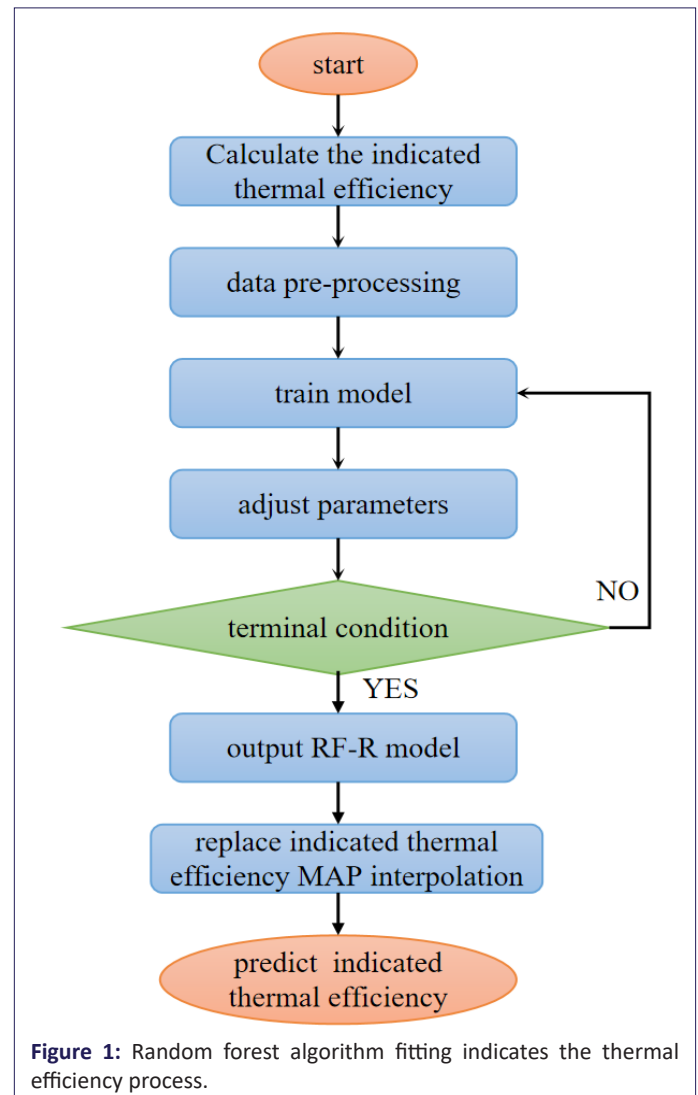 start
Calculate the indicated
thermal efficiency
data pre-processing
train model
adjust parameters
NO
terminal condition
YES
output RF-R model
replace indicated thermal
efficiency MAP interpolation
predict indicated
thermal efficiency
Figure 1: Random forest algorithm fitting indicates the thermal
efficiency process.